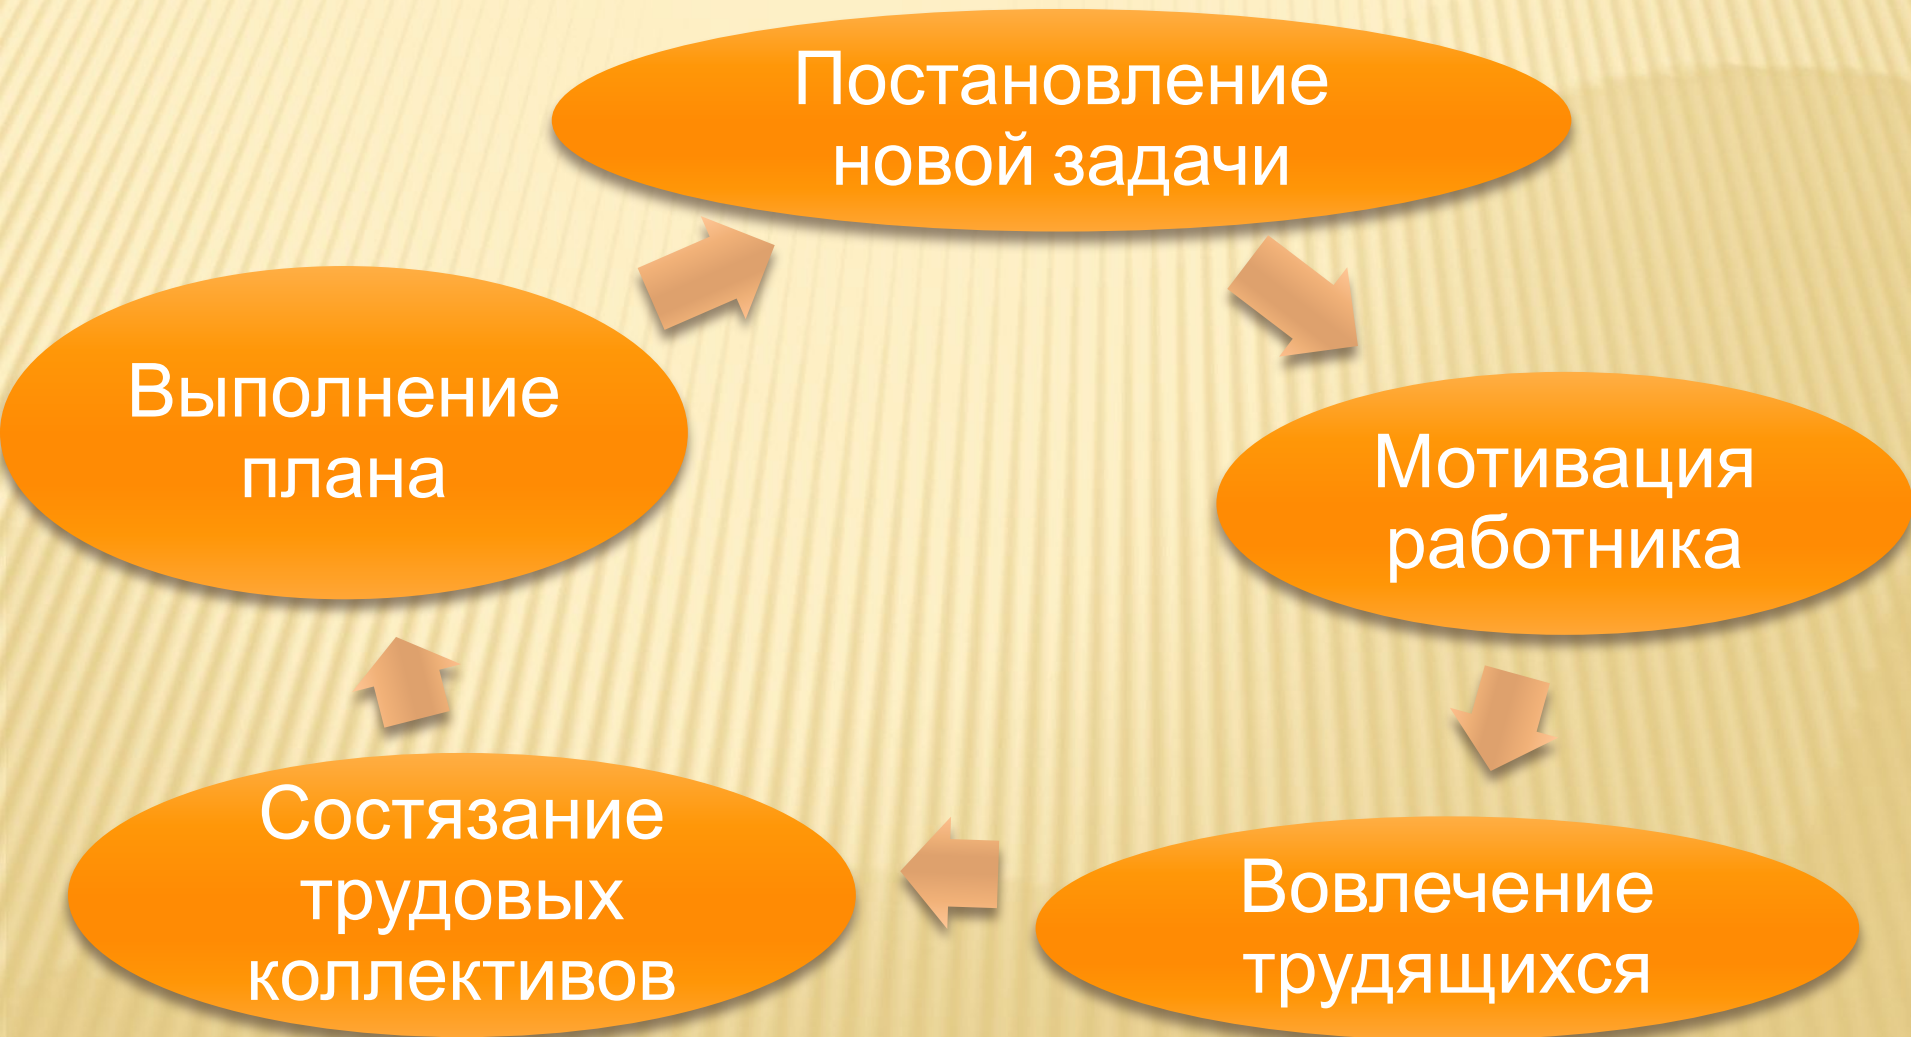 Постановление
новой задачи
Мотивация
работника
Вовлечение
трудящихся
Состязание
трудовых
коллективов
Выполнение
плана